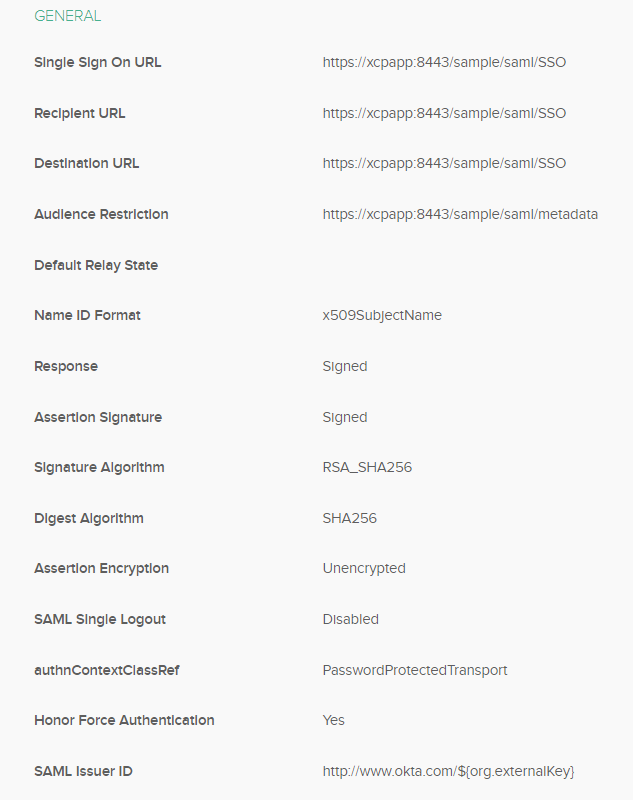 GENERAL
Single Sign On URL https://xcpapp:8443/sample/saml/SSO
Recipient URL https://xcpapp:8443/sample/saml/SSO
Destination URL https://xcpapp:8443/sample/saml/SSO
Audience Restriction https://xcpapp:8443/sample/saml/metadata
Default Relay State
Name ID Format x509SubjectName
Response Signed
Assertion Signature Signed
Signature Algorithm RSA_SHA256
Digest Algorithm SHA256
Assertion Encryption Unencrypted
SAML Single Logout Disabled
authnContextClassRef PasswordProtectedTransport
Honor Force Authentication Yes
SAML Issuer ID http://www.okta.com/${org.externalKey}